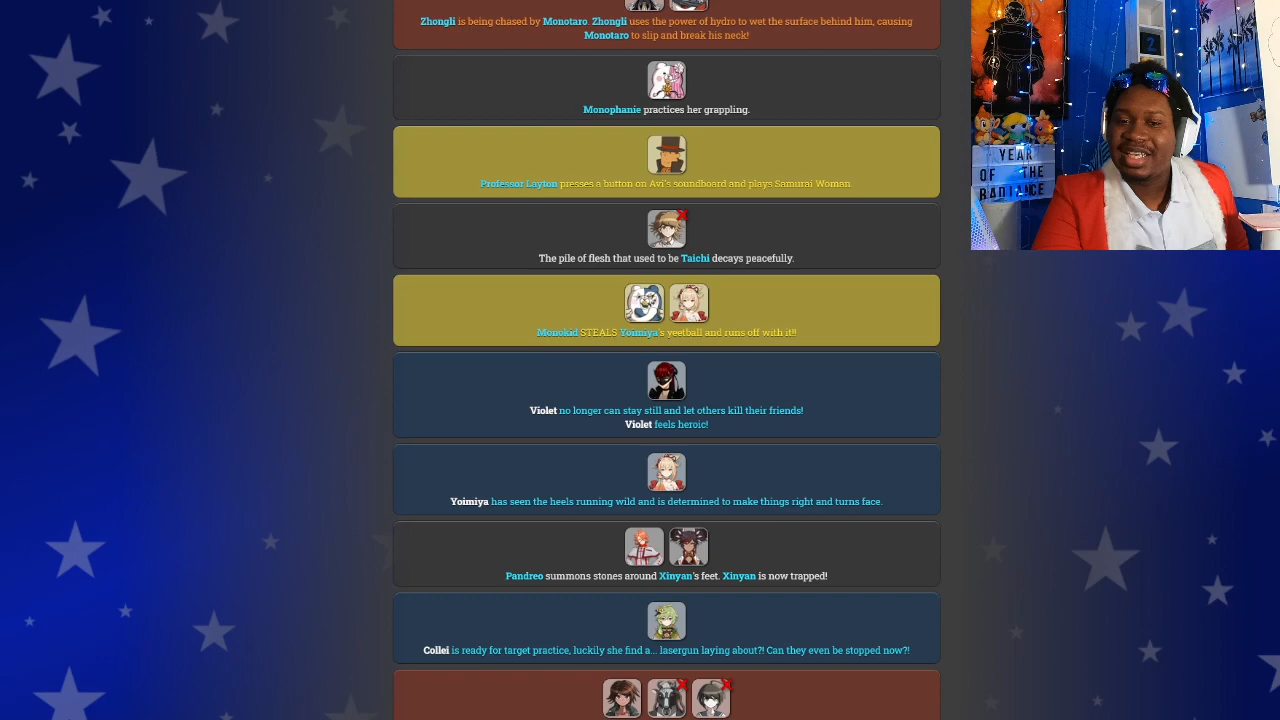 Zhongli is being chased by Monotaro. Zhongli uses the power of hydro to wet the surface behind him, causing
Monotaro to slip and break his neck!
Monophanie practices her grappling.
Professor Layton presses a button on Avi's soundboard and plays Samurai Woman.
The pile of flesh that used to be Taichi decays peacefully.
Monokid STEALS Yoimiya's yeetball and runs off with it!!
Violet no longer can stay still and let others kill their friends!
Violet feels heroic!
Yoimiya has seen the heels running wild and is determined to make things right and turns face.
Pandreo summons stones around Xinyan's feet. Xinyan is now trapped!
Collei is ready for target practice, luckily she find a... lasergun laying about?! Can they even be stopped now?!
YEAR
OF THE
RADIANCE
2